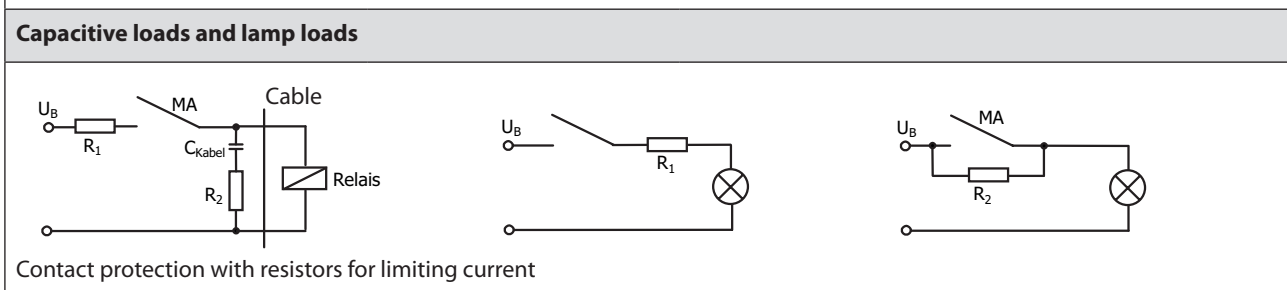 Capacitive loads and lamp loads
U_B
R_1
MA
Cable
C_Kabel
R_2
Relais
U_B
R_1
U_B
MA
R_2
Contact protection with resistors for limiting current